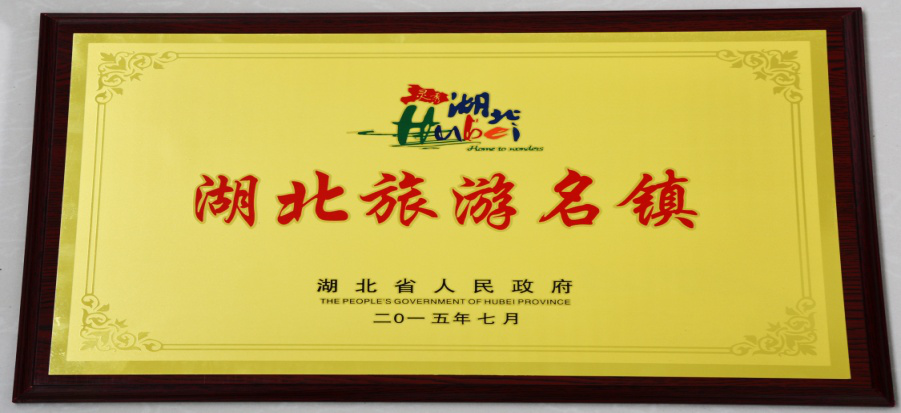 灵秀
湖北
Hubei
Home to wonders
湖北旅游名镇
湖北省人民政府
THE PEOPLE'S GOVERNMENT OF HUBEI PROVINCE
二〇一五年七月